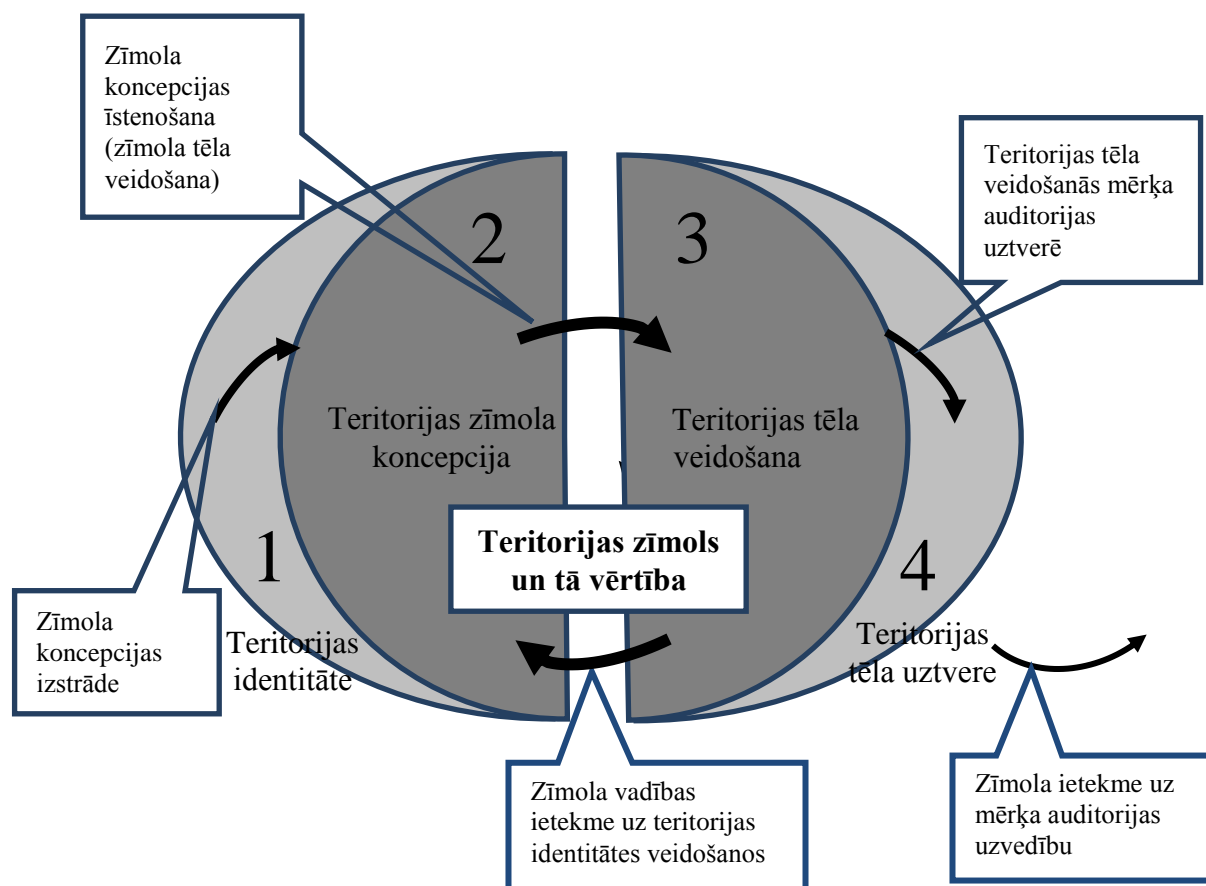 Zīmola
koncepcijas
īstenošana
(zīmola tēla
veidošana)
Teritorijas tēla
veidošanās mērķa
auditorijas
uztverē
2
3
Teritorijas zīmola
koncepcija
Teritorijas tēla
veidošana
Teritorijas zīmols
un tā vērtība
1
4
Zīmola
koncepcijas
izstrāde
Teritorijas
identitāte
Teritorijas
tēla uztvere
Zīmola vadības
ietekme uz teritorijas
identitātes veidošanos
Zīmola ietekme uz
mērķa auditorijas
uzvedību